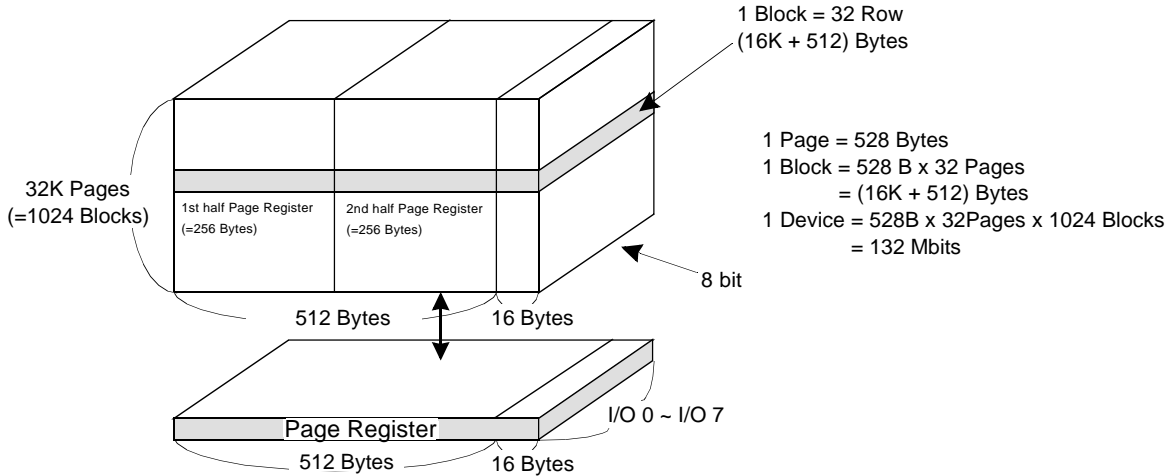 1 Block = 32 Row
(16K + 512) Bytes
1 Page = 528 Bytes
1 Block = 528 B x 32 Pages
= (16K + 512) Bytes
1 Device = 528B x 32Pages x 1024 Blocks
= 132 Mbits
32K Pages
(=1024 Blocks)
1st half Page Register
(=256 Bytes)
2nd half Page Register
(=256 Bytes)
8 bit
512 Bytes
16 Bytes
I/O 0 ~ I/O 7
Page Register
512 Bytes
16 Bytes